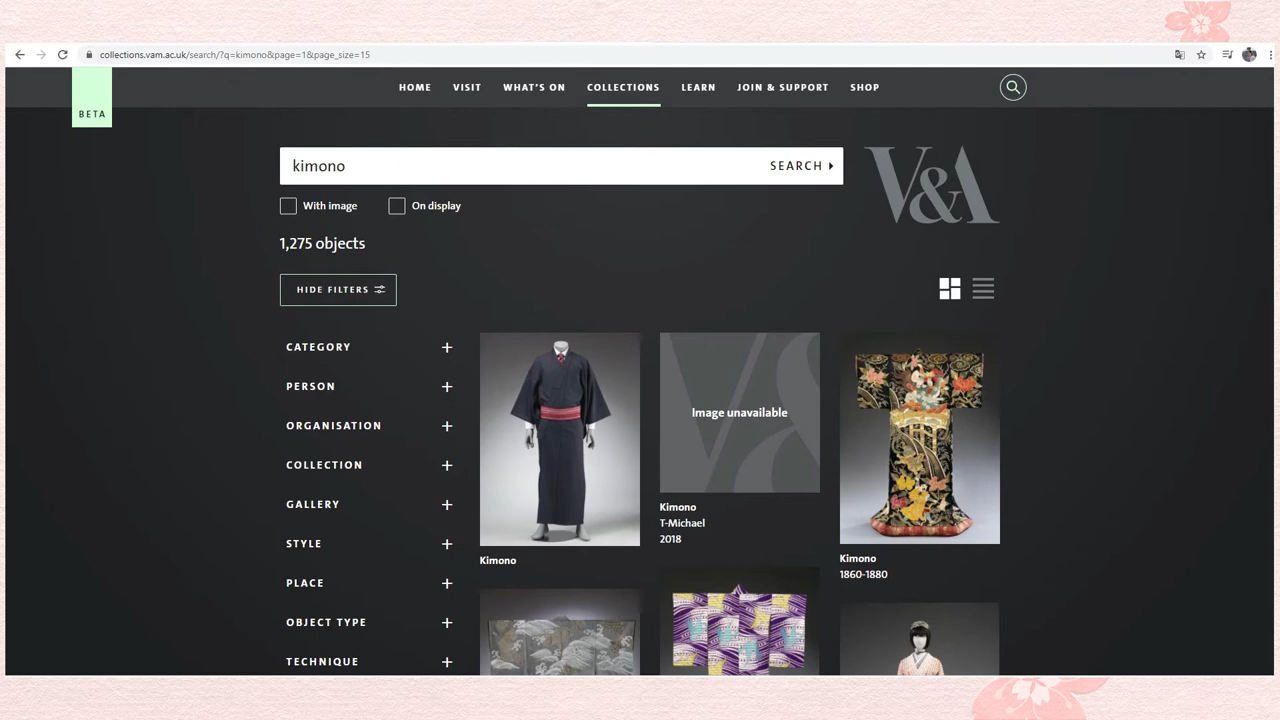 collections.vam.ac.uk/search/?q=kimono&page=1&page_size=15
BETA
HOME VISIT WHAT'S ON COLLECTIONS LEARN JOIN & SUPPORT SHOP
kimono SEARCH
V&A
With image On display
1,275 objects
HIDE FILTERS
CATEGORY +
PERSON +
ORGANISATION +
COLLECTION +
GALLERY +
STYLE +
PLACE +
OBJECT TYPE +
TECHNIQUE +
Kimono
Image unavailable
Kimono
T-Michael
2018
Kimono
1860-1880